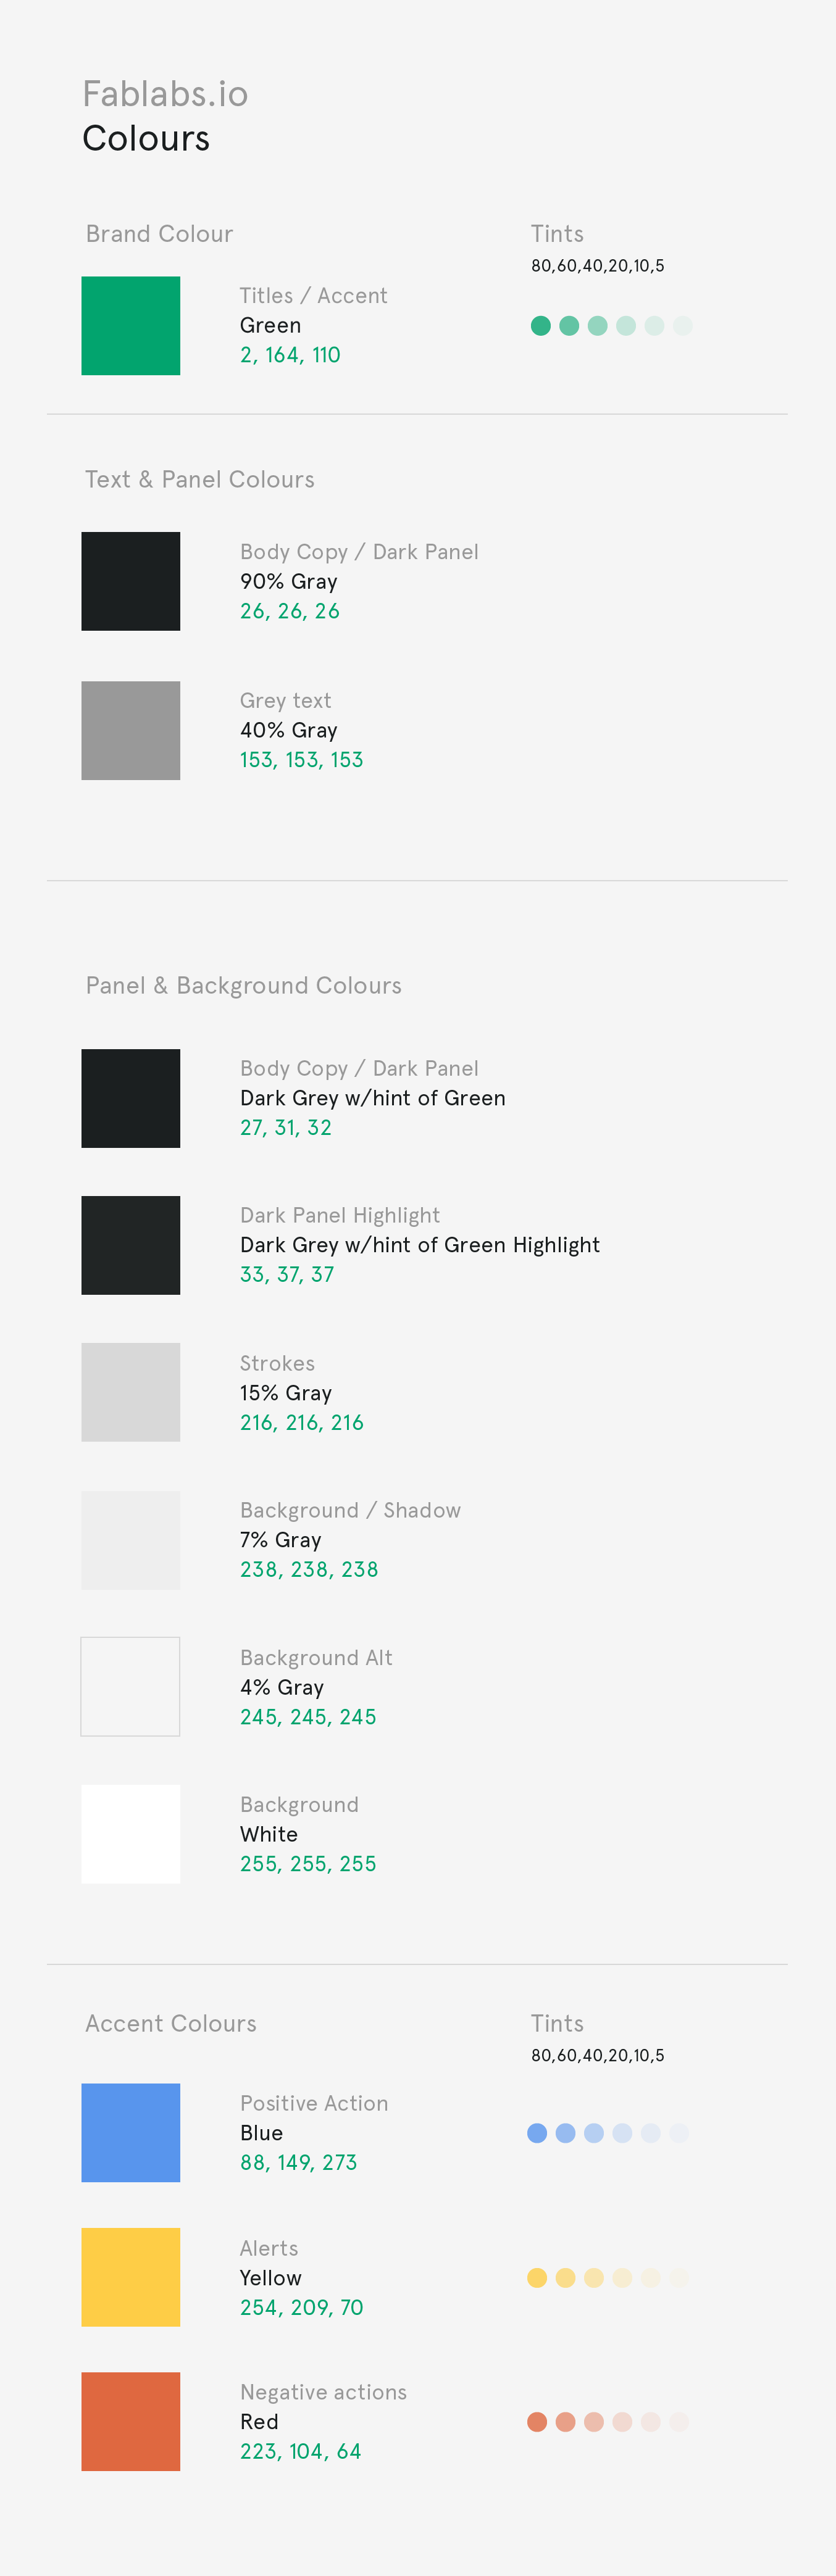 Fablabs.io
Colours
Brand Colour
Tints
80,60,40,20,10,5
Titles / Accent
Green
2, 164, 110
Text & Panel Colours
Body Copy / Dark Panel
90% Gray
26, 26, 26
Grey text
40% Gray
153, 153, 153
Panel & Background Colours
Body Copy / Dark Panel
Dark Grey w/hint of Green
27, 31, 32
Dark Panel Highlight
Dark Grey w/hint of Green Highlight
33, 37, 37
Strokes
15% Gray
216, 216, 216
Background / Shadow
7% Gray
238, 238, 238
Background Alt
4% Gray
245, 245, 245
Background
White
255, 255, 255
Accent Colours
Tints
80,60,40,20,10,5
Positive Action
Blue
88, 149, 273
Alerts
Yellow
254, 209, 70
Negative actions
Red
223, 104, 64